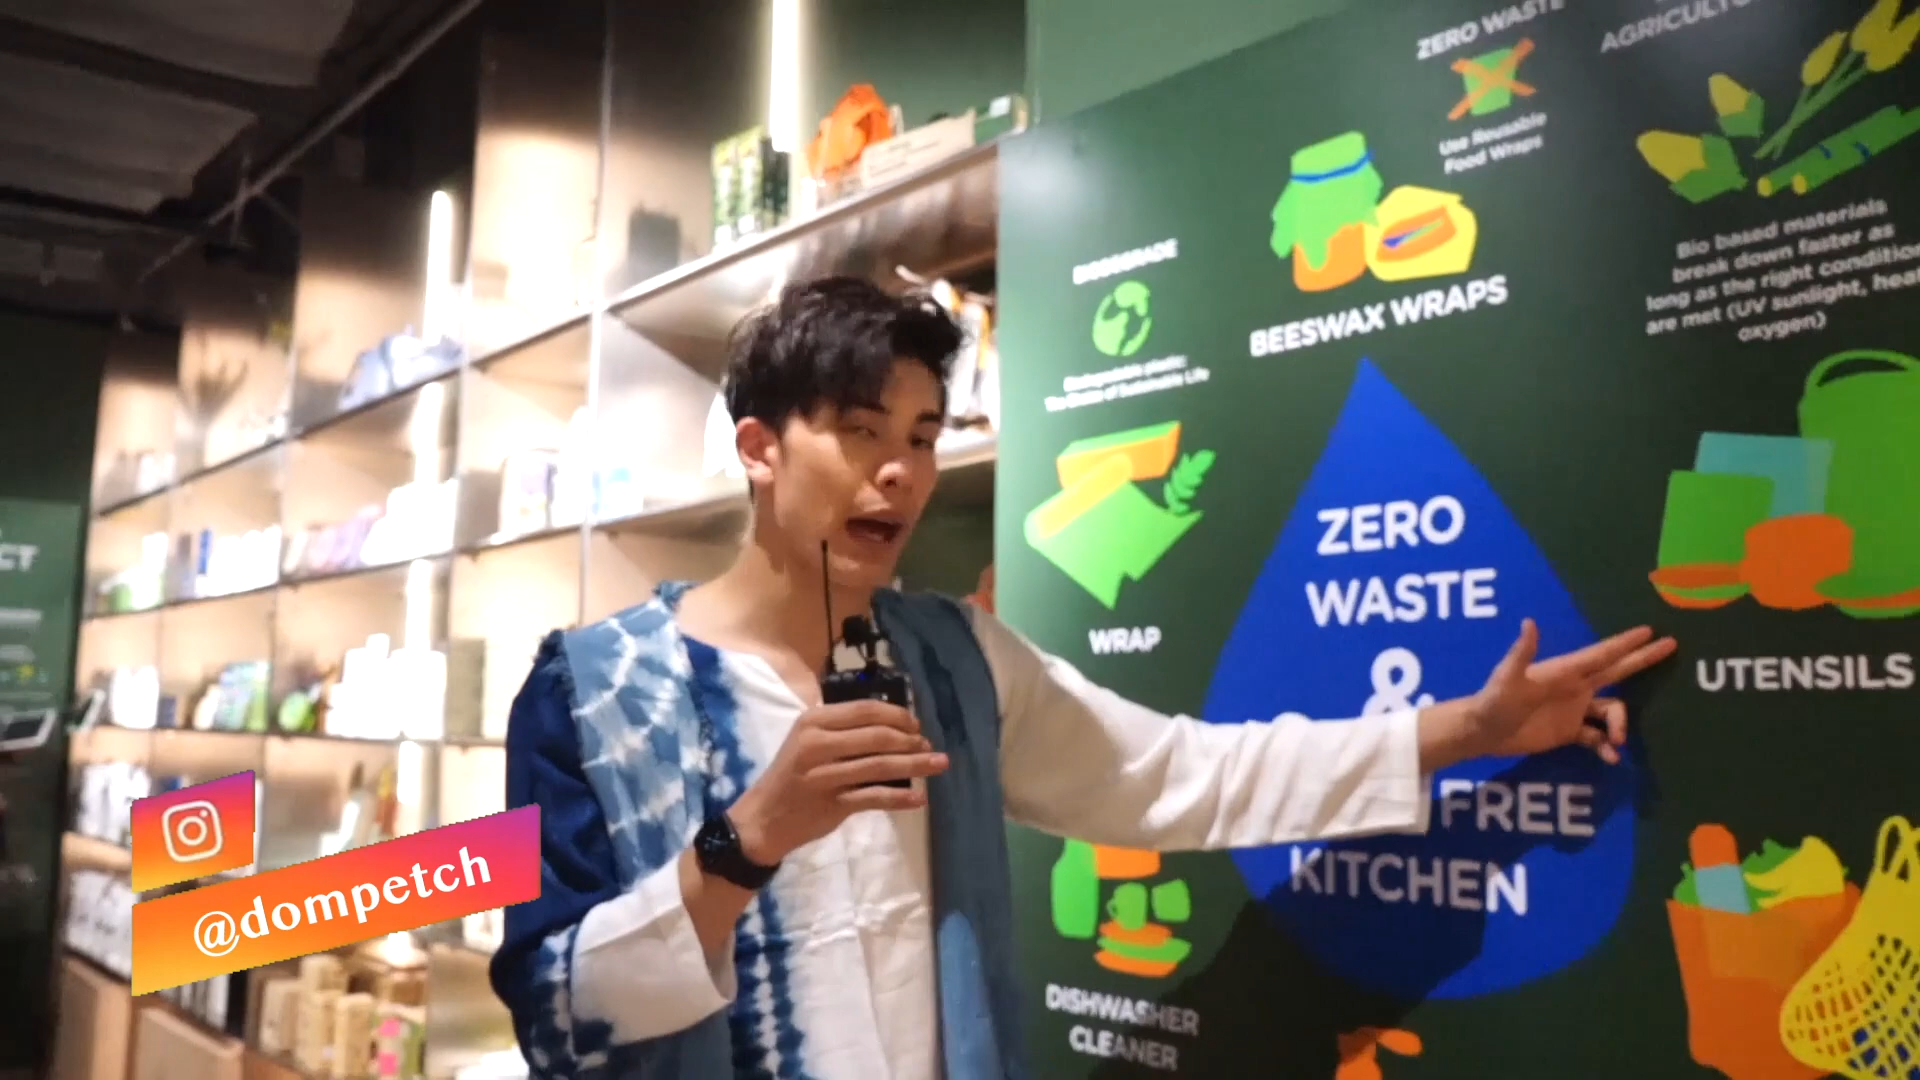 ZERO WASTE
Use Reusable
Food Wraps
Bio based materials
break down faster as
long as the right condition
are met (UV sunlight, heat
oxygen)
BEESWAX WRAPS
WRAP
ZERO
WASTE
&
FREE
KITCHEN
UTENSILS
DISHWASHER
CLEANER
CT
@dompetch